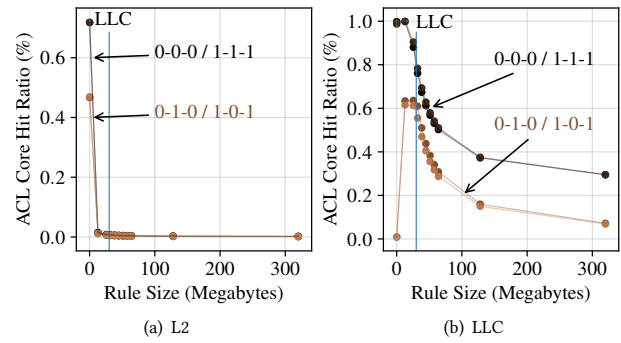 LLC
0-0-0 / 1-1-1
0-1-0 / 1-0-1
ACL Core Hit Ratio (%)
0.6
0.4
0.2
0.0
0 100 200 300
Rule Size (Megabytes)
(a) L2
LLC
0-0-0 / 1-1-1
0-1-0 / 1-0-1
ACL Core Hit Ratio (%)
1.0
0.8
0.6
0.4
0.2
0.0
0 100 200 300
Rule Size (Megabytes)
(b) LLC